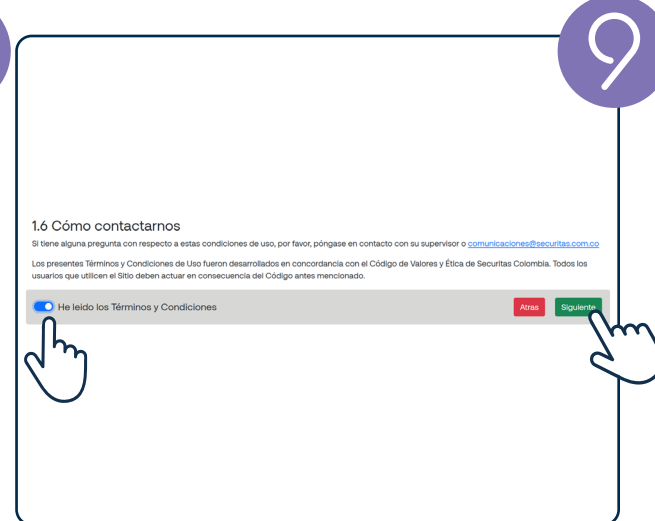 9
1.6 Cómo contactarnos
Si tiene alguna pregunta con respecto a estas condiciones de uso, por favor, póngase en contacto con su supervisor o comunicaciones@securitas.com.co
Los presentes Términos y Condiciones de Uso fueron desarrollados en concordancia con el Código de Valores y Ética de Securitas Colombia. Todos los
usuarios que utilicen el Sitio deben actuar en consecuencia del Código antes mencionado.
He leido los Términos y Condiciones
Atras
Siguiente